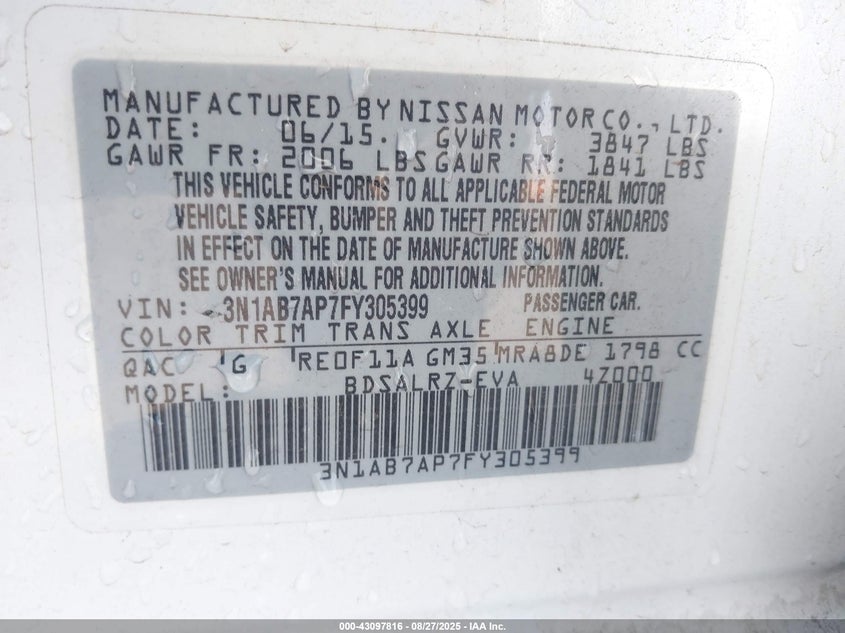 MANUFACTURED BY NISSAN MOTOR CO., LTD.
DATE: 06/15. GVWR: 3847 LBS
GAWR FR: 2006 LBS GAWR RR: 1841 LBS
THIS VEHICLE CONFORMS TO ALL APPLICABLE FEDERAL MOTOR
VEHICLE SAFETY, BUMPER AND THEFT PREVENTION STANDARDS
IN EFFECT ON THE DATE OF MANUFACTURE SHOWN ABOVE.
SEE OWNER'S MANUAL FOR ADDITIONAL INFORMATION.
VIN: 3N1AB7AP7FY305399 PASSENGER CAR.
COLOR TRIM TRANS AXLE ENGINE
QAC G RE0F11A GM35 MRA8DE 1798 CC
MODEL: BDSALRZ-EVA 4Z000
3N1AB7AP7FY305399
000-43097816 - 08/27/2025 - IAA Inc.